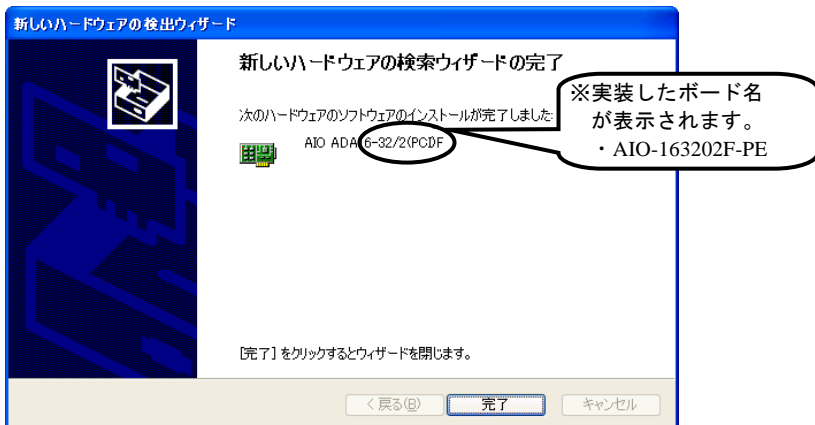 新しいハードウェアの検出ウィザード
新しいハードウェアの検索ウィザードの完了
次のハードウェアのソフトウェアのインストールが完了しました:
AIO ADA16-32/2(PCI)F
※実装したボード名
が表示されます。
・AIO-163202F-PE
[完了] をクリックするとウィザードを閉じます。
< 戻る(B)
完了
キャンセル